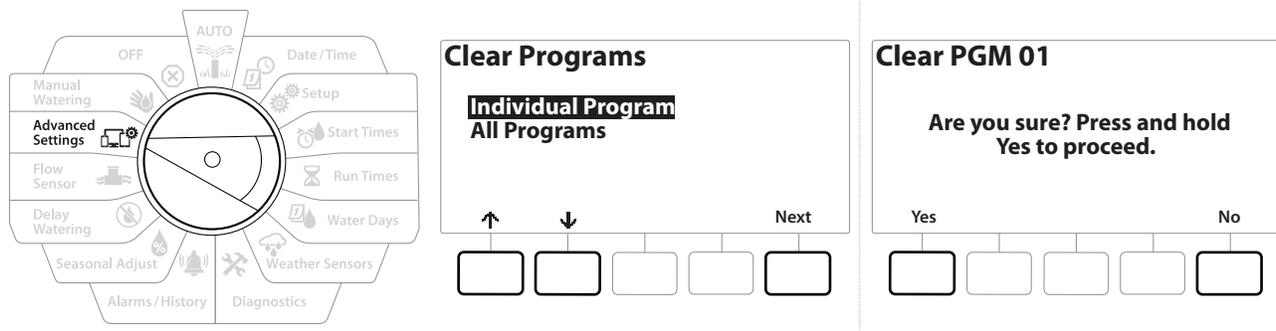 AUTO
OFF
Date / Time
Manual
Watering
Setup
Advanced
Settings
Start Times
Flow
Sensor
Run Times
Delay
Watering
Water Days
Seasonal Adjust
%
Weather Sensors
Alarms / History
Diagnostics
1
1
Clear Programs
Individual Program
All Programs
Next
Clear PGM 01
Are you sure? Press and hold
Yes to proceed.
Yes
No